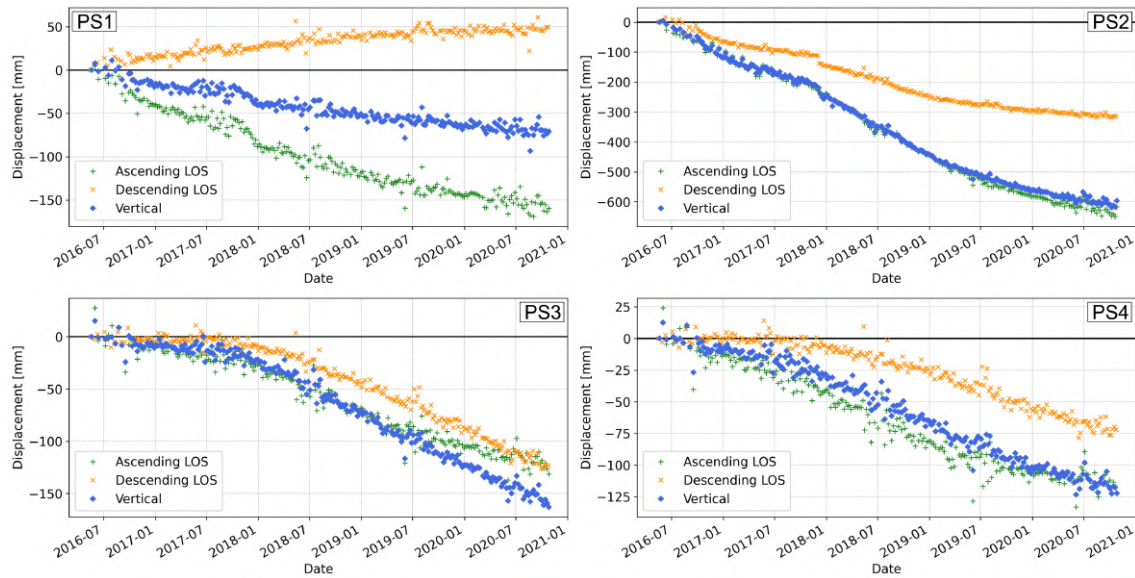 PS1
Displacement [mm]
50
0
−50
−100
−150
Ascending LOS
Descending LOS
Vertical
2016-07
2017-01
2017-07
2018-01
2018-07
2019-01
2019-07
2020-01
2020-07
2021-01
Date
PS2
Displacement [mm]
0
−100
−200
−300
−400
−500
−600
Ascending LOS
Descending LOS
Vertical
2016-07
2017-01
2017-07
2018-01
2018-07
2019-01
2019-07
2020-01
2020-07
2021-01
Date
PS3
Displacement [mm]
0
−50
−100
−150
Ascending LOS
Descending LOS
Vertical
2016-07
2017-01
2017-07
2018-01
2018-07
2019-01
2019-07
2020-01
2020-07
2021-01
Date
PS4
Displacement [mm]
25
0
−25
−50
−75
−100
−125
Ascending LOS
Descending LOS
Vertical
2016-07
2017-01
2017-07
2018-01
2018-07
2019-01
2019-07
2020-01
2020-07
2021-01
Date